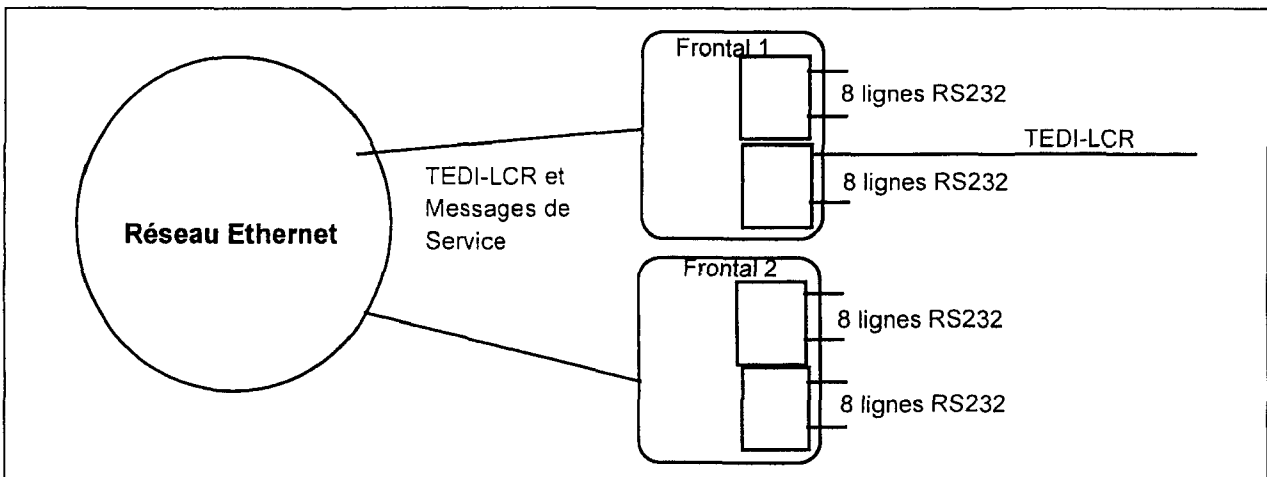 Frontal 1
8 lignes RS232
TEDI-LCR
8 lignes RS232
TEDI-LCR et
Messages de
Service
Réseau Ethernet
Frontal 2
8 lignes RS232
8 lignes RS232